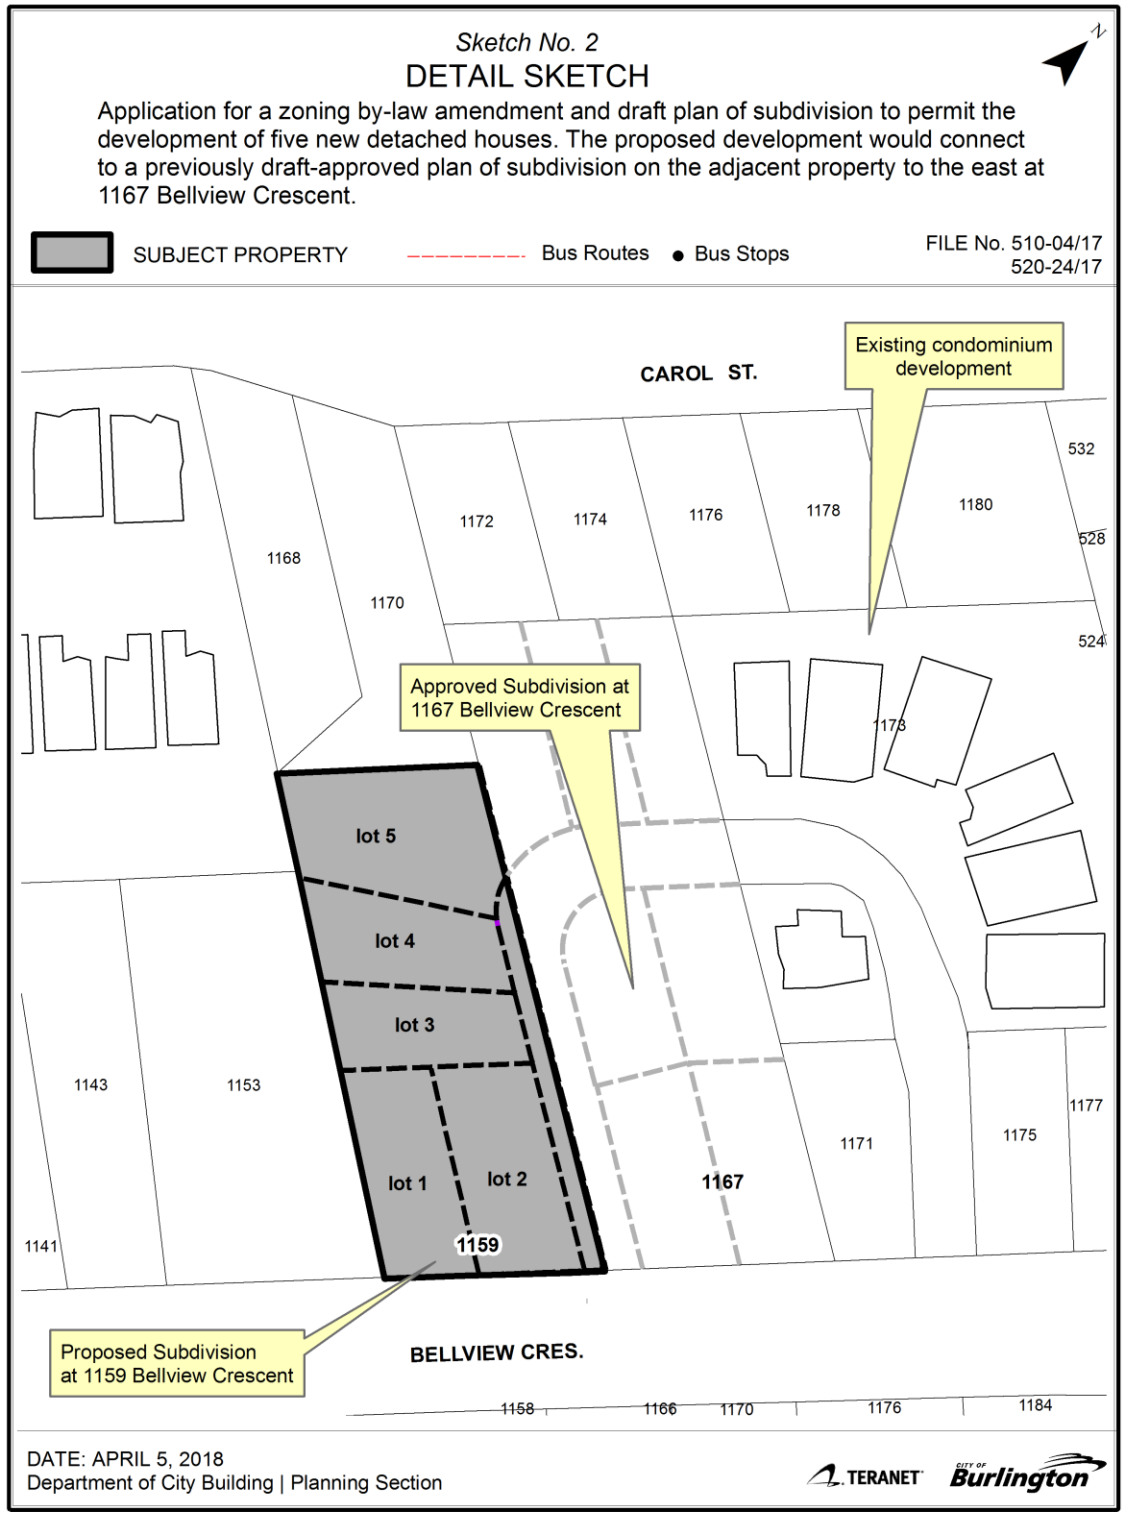 N
Sketch No. 2
DETAIL SKETCH
Application for a zoning by-law amendment and draft plan of subdivision to permit the
development of five new detached houses. The proposed development would connect
to a previously draft-approved plan of subdivision on the adjacent property to the east at
1167 Bellview Crescent.
SUBJECT PROPERTY
Bus Routes
Bus Stops
FILE No. 510-04/17
520-24/17
Existing condominium
development
CAROL ST.
532
1180
1178
1176
1174
1172
528
1168
1170
524
Approved Subdivision at
1167 Bellview Crescent
1173
lot 5
lot 4
lot 3
1143
1153
1177
1175
1171
lot 1
lot 2
1167
1159
1141
Proposed Subdivision
at 1159 Bellview Crescent
BELLVIEW CRES.
1158
1166
1170
1176
1184
DATE: APRIL 5, 2018
Department of City Building | Planning Section
TERANET
CITY OF
Burlington